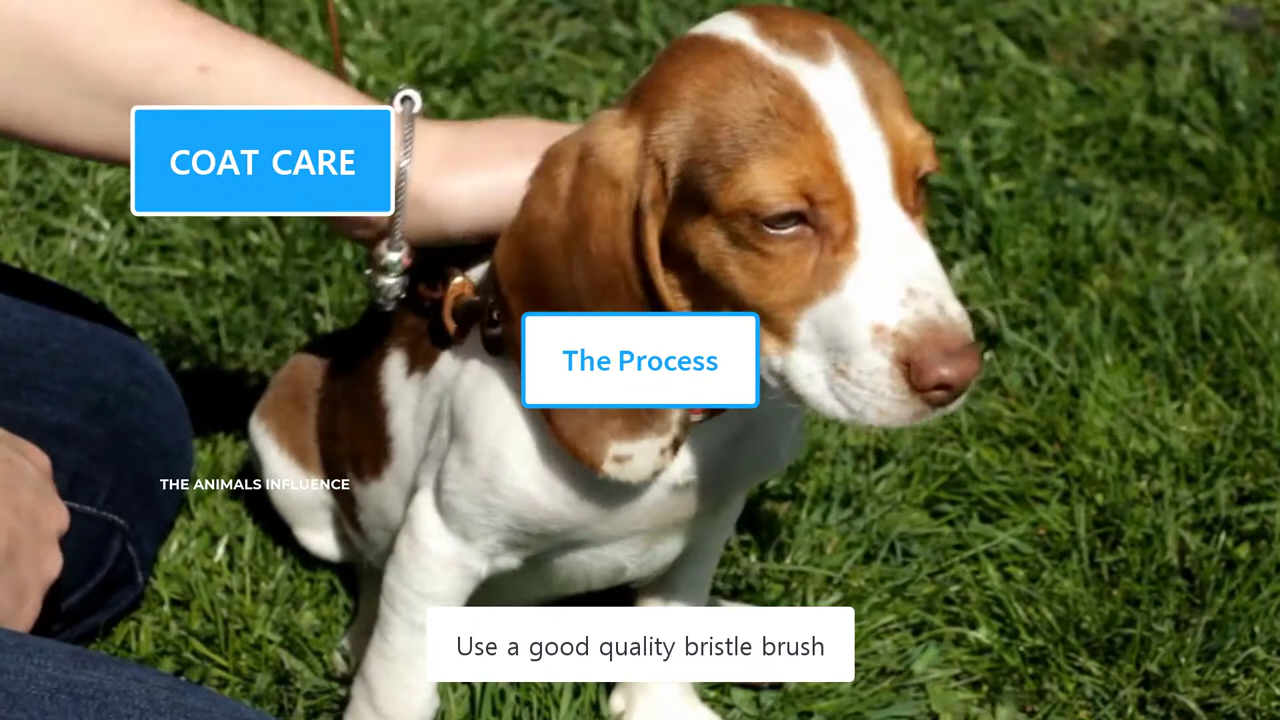 COAT CARE
The Process
THE ANIMALS INFLUENCE
Use a good quality bristle brush